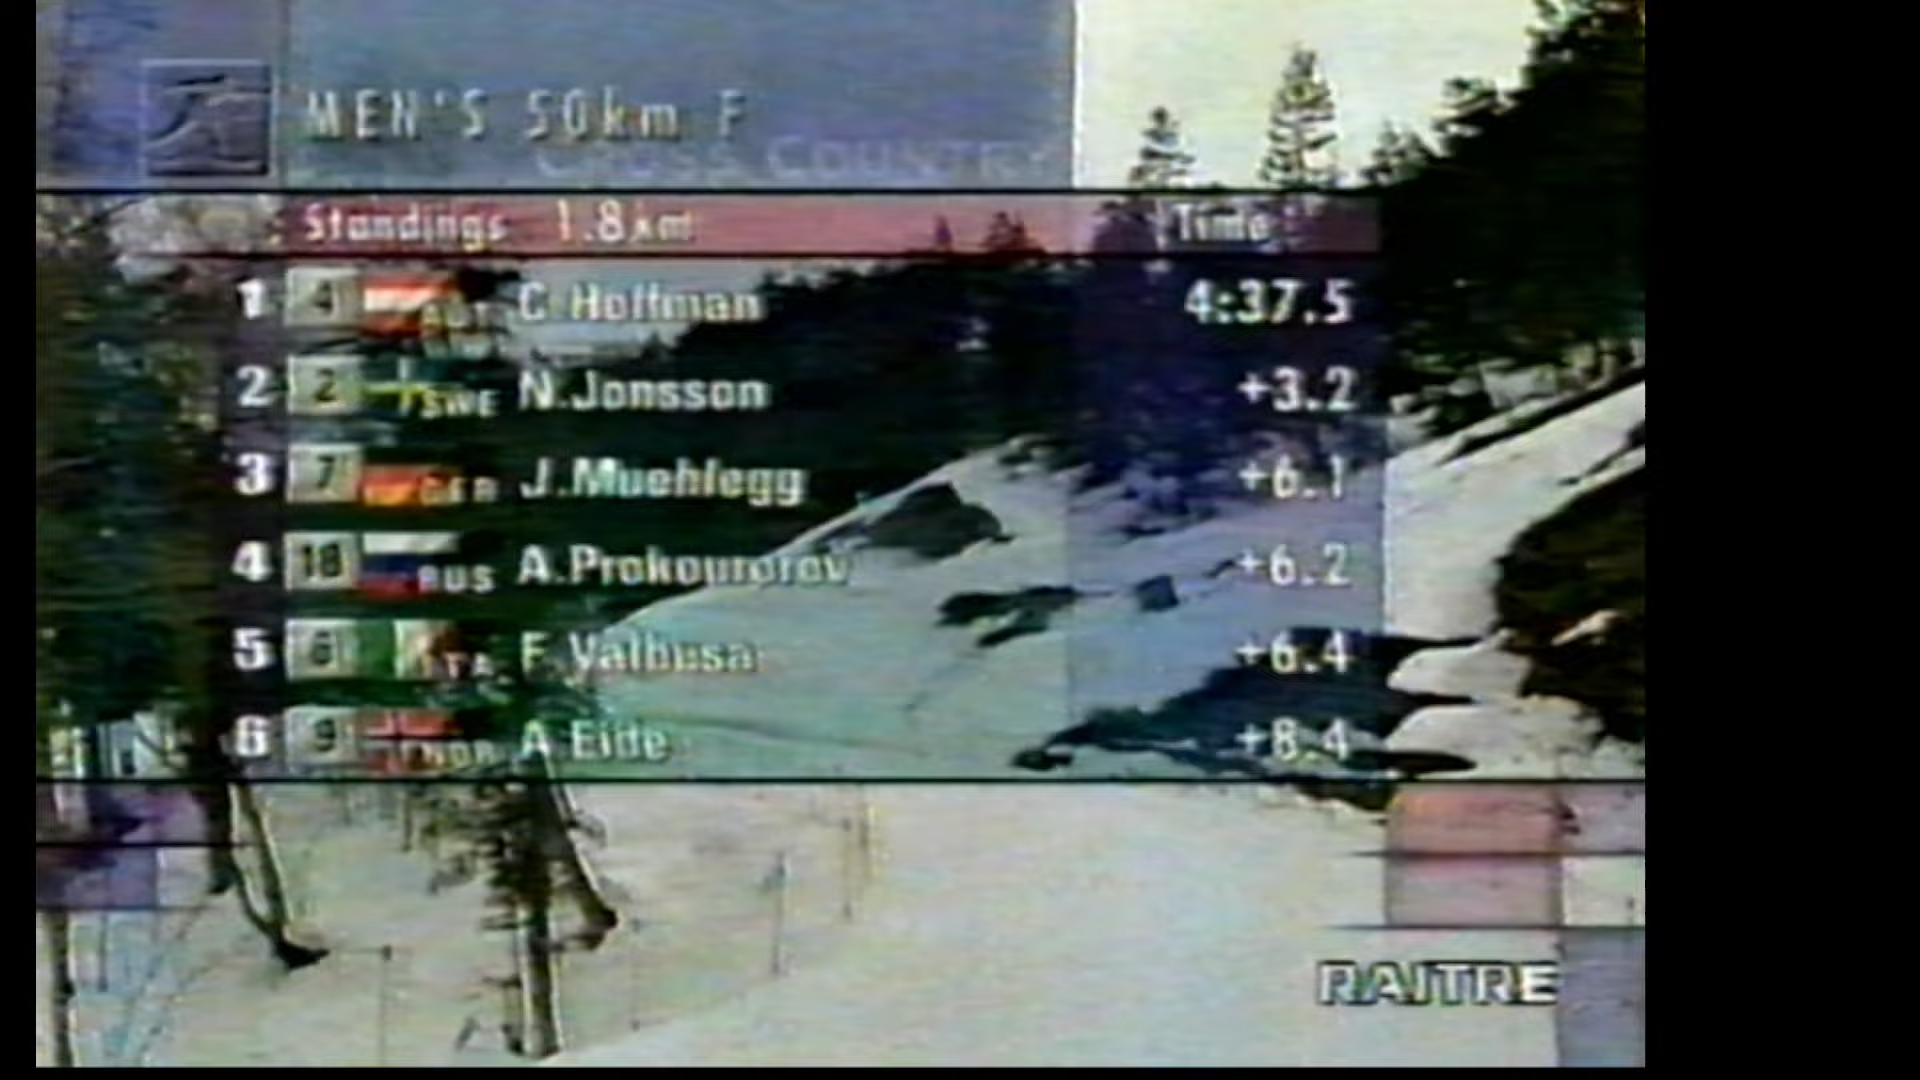 MEN'S 50km F
CROSS COUNTRY
Standings 1.8km Time
1 4 AUT C.Hoffman 4:37.5
2 2 SWE N.Jonsson +3.2
3 7 GER J.Muehlegg +6.1
4 18 RUS A.Prokourorov +6.2
5 6 ITA F.Valbusa +6.4
6 9 NOR A.Eide +8.4
RAITRE